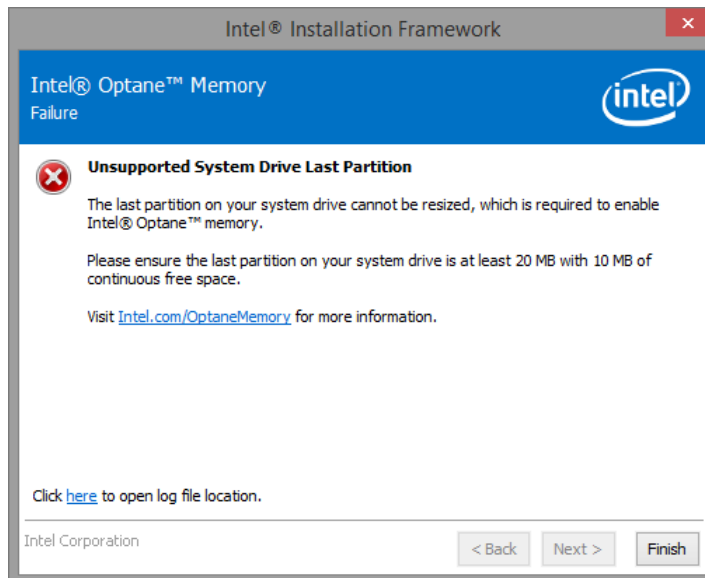 Intel® Installation Framework
Intel® Optane™ Memory
Failure
intel
Unsupported System Drive Last Partition
The last partition on your system drive cannot be resized, which is required to enable
Intel® Optane™ memory.
Please ensure the last partition on your system drive is at least 20 MB with 10 MB of
continuous free space.
Visit Intel.com/OptaneMemory for more information.
Click here to open log file location.
Intel Corporation
< Back
Next >
Finish